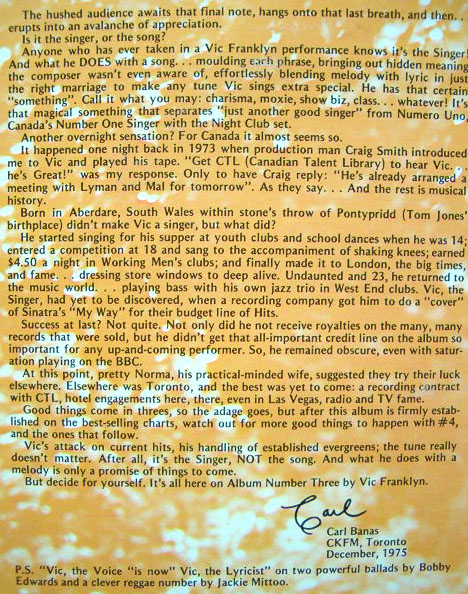 The hushed audience awaits that final note, hangs onto that last breath, and then. .
erupts into an avalanche of appreciation.
Is it the singer, or the song?
Anyone who has ever taken in a Vic Franklyn performance knows it's the Singer!
And what he DOES with a song. . . moulding each phrase, bringing out hidden meaning
the composer wasn't even aware of, effortlessly blending melody with lyric in just
the right marriage to make any tune Vic sings extra special. He has that certain
"something". Call it what you may: charisma, moxie, show biz, class. . . whatever! It's
that magical something that separates "just another good singer" from Numero Uno,
Canada's Number One Singer with the Night Club set.
Another overnight sensation? For Canada it almost seems so.
It happened one night back in 1973 when production man Craig Smith introduced
me to Vic and played his tape. "Get CTL (Canadian Talent Library) to hear Vic. . .
he's Great!" was my response. Only to have Craig reply: "He's already arranged a
meeting with Lyman and Mal for tomorrow". As they say. . . And the rest is musical
history.
Born in Aberdare, South Wales within stone's throw of Pontypridd (Tom Jones'
birthplace) didn't make Vic a singer, but what did?
He started singing for his supper at youth clubs and school dances when he was 14;
entered a competition at 18 and sang to the accompaniment of shaking knees; earned
$4.50 a night in Working Men's clubs; and finally made it to London, the big times,
and fame. . . dressing store windows to deep alive. Undaunted and 23, he returned to
the music world. . . playing bass with his own jazz trio in West End clubs. Vic, the
Singer, had yet to be discovered, when a recording company got him to do a "cover"
of Sinatra's "My Way" for their budget line of Hits.
Success at last? Not quite. Not only did he not receive royalties on the many, many
records that were sold, but he didn't get that all-important credit line on the album so
important for any up-and-coming performer. So, he remained obscure, even with satur-
ation playing on the BBC.
At this point, pretty Norma, his practical-minded wife, suggested they try their luck
elsewhere. Elsewhere was Toronto, and the best was yet to come: a recording contract
with CTL, hotel engagements here, there, even in Las Vegas, radio and TV fame.
Good things come in threes, so the adage goes, but after this album is firmly estab-
lished on the best-selling charts, watch out for more good things to happen with #4,
and the ones that follow.
Vic's attack on current hits, his handling of established evergreens; the tune really
doesn't matter. After all, it's the Singer, NOT the song. And what he does with a
melody is only a promise of things to come.
But decide for yourself. It's all here on Album Number Three by Vic Franklyn.
Carl
Carl Banas
CKFM, Toronto
December, 1975
P.S. "Vic, the Voice "is now" Vic, the Lyricist" on two powerful ballads by Bobby
Edwards and a clever reggae number by Jackie Mittoo.